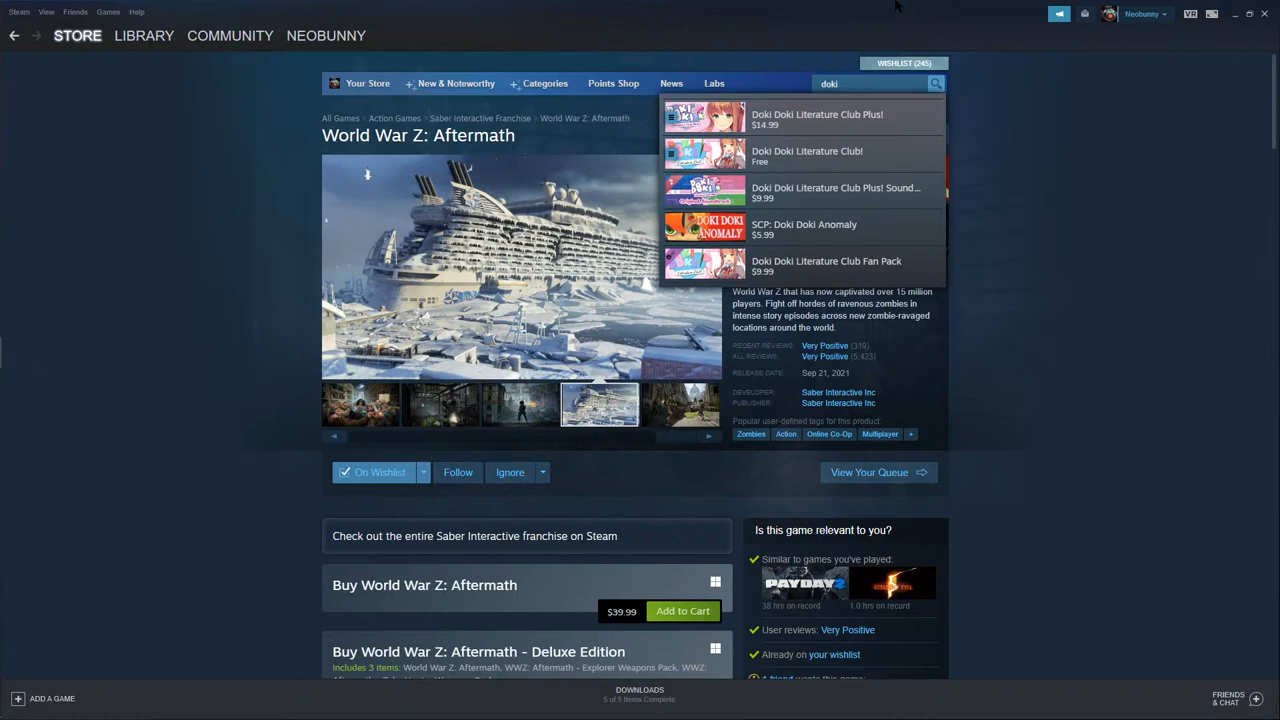 Steam View Friends Games Help
Neobunny
VR
STORE LIBRARY COMMUNITY NEOBUNNY
WISHLIST (245)
Your Store New & Noteworthy Categories Points Shop News Labs doki
All Games > Action Games > Saber Interactive Franchise > World War Z: Aftermath
World War Z: Aftermath
Doki Doki Literature Club Plus!
$14.99
Doki Doki Literature Club!
Free
Doki Doki Literature Club Plus! Sound...
$9.99
DOKI DOKI
ANOMALY
SCP: Doki Doki Anomaly
$5.99
Doki Doki Literature Club Fan Pack
$9.99
World War Z that has now captivated over 15 million
players. Fight off hordes of ravenous zombies in
intense story episodes across new zombie-ravaged
locations around the world.
RECENT REVIEWS: Very Positive (319)
ALL REVIEWS: Very Positive (5,423)
RELEASE DATE: Sep 21, 2021
DEVELOPER: Saber Interactive Inc
PUBLISHER: Saber Interactive Inc
Popular user-defined tags for this product:
Zombies Action Online Co-Op Multiplayer +
On Wishlist Follow Ignore View Your Queue
Check out the entire Saber Interactive franchise on Steam
Is this game relevant to you?
Similar to games you've played:
PAYDAY 2
38 hrs on record 1.0 hrs on record
Buy World War Z: Aftermath
$39.99 Add to Cart
User reviews: Very Positive
Already on your wishlist
Buy World War Z: Aftermath - Deluxe Edition
Includes 3 items: World War Z: Aftermath, WWZ: Aftermath - Explorer Weapons Pack, WWZ:
ADD A GAME
DOWNLOADS
5 of 5 Items Complete
FRIENDS
& CHAT